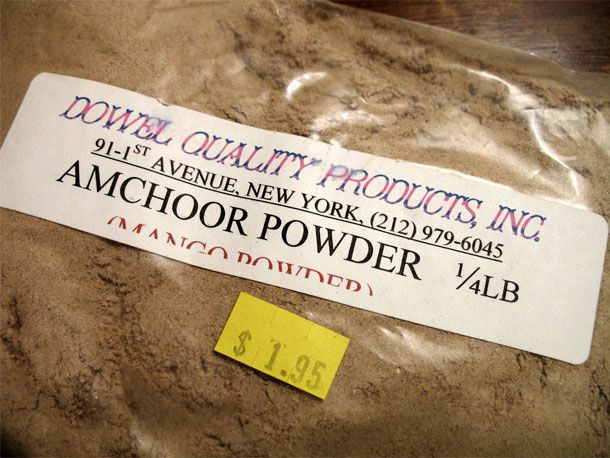 DOWEL QUALITY PRODUCTS, INC.
91-1ST AVENUE, NEW YORK, (212) 979-6045
AMCHOOR POWDER 1/4LB
(MANGO POWDER)
$ 1.95